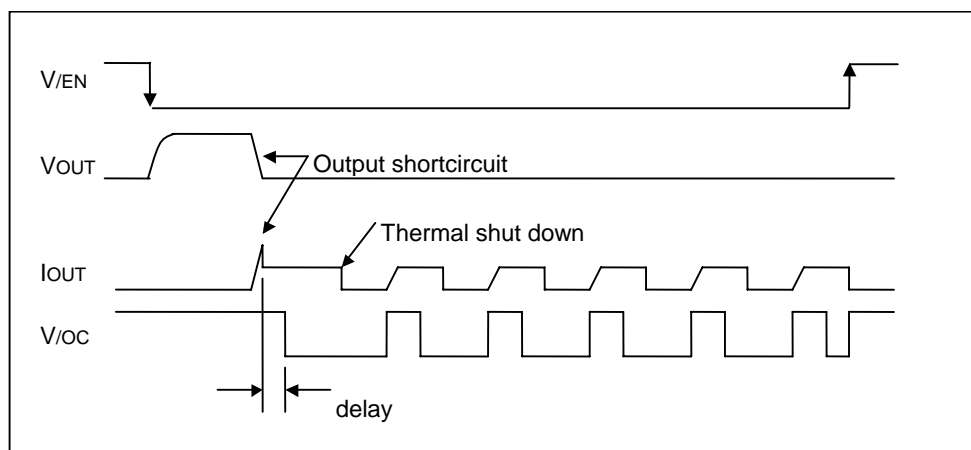 V/EN
VOUT
Output shortcircuit
Thermal shut down
IOUT
V/OC
delay